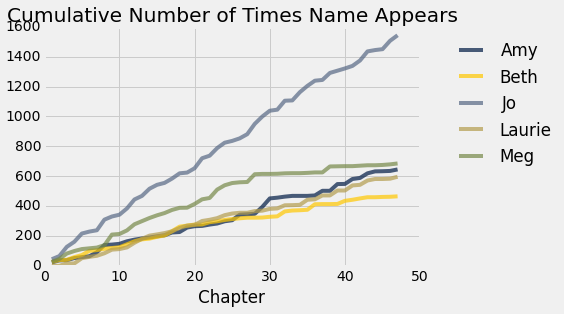 Cumulative Number of Times Name Appears
1600
1400
1200
1000
800
600
400
200
0
0 10 20 30 40 50
Chapter
Amy
Beth
Jo
Laurie
Meg